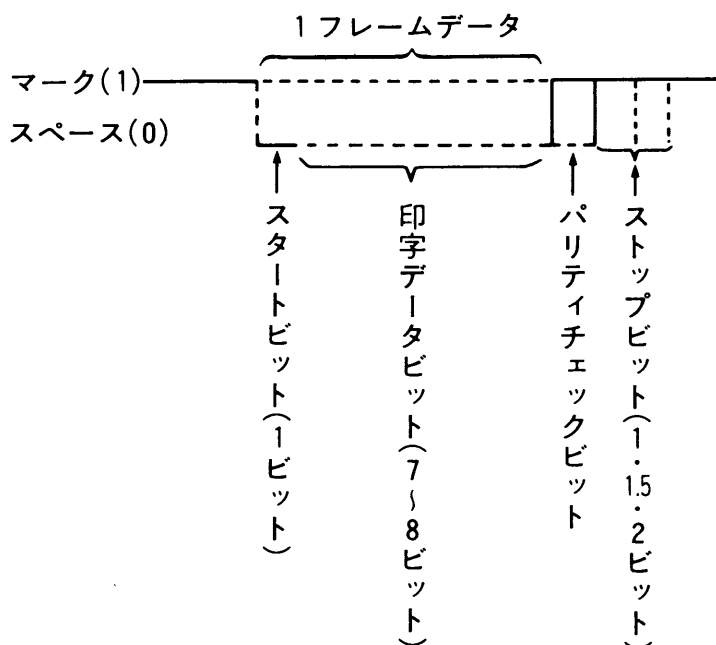 1フレームデータ
マーク(1)
スペース(0)
スタートビット(1ビット)
印字データビット(7〜8ビット)
パリティチェックビット
ストップビット(1・1.5・2ビット)